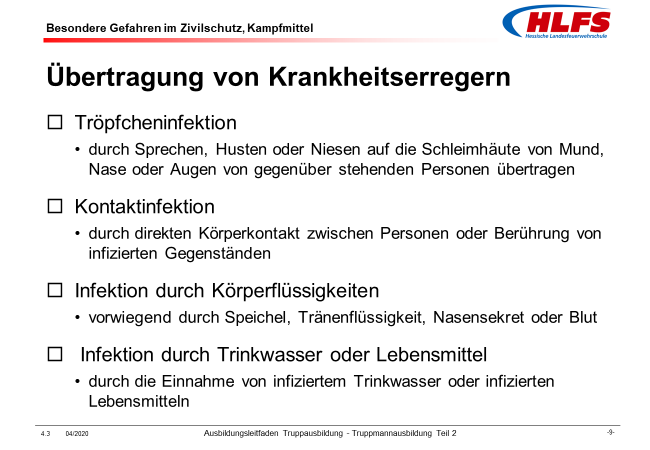 Besondere Gefahren im Zivilschutz, Kampfmittel
HLFS
Hessische Landesfeuerwehrschule
Übertragung von Krankheitserregern
Tröpfcheninfektion
• durch Sprechen, Husten oder Niesen auf die Schleimhäute von Mund,
Nase oder Augen von gegenüber stehenden Personen übertragen
Kontaktinfektion
• durch direkten Körperkontakt zwischen Personen oder Berührung von
infizierten Gegenständen
Infektion durch Körperflüssigkeiten
• vorwiegend durch Speichel, Tränenflüssigkeit, Nasensekret oder Blut
Infektion durch Trinkwasser oder Lebensmittel
• durch die Einnahme von infiziertem Trinkwasser oder infizierten
Lebensmitteln
4.3 04/2020 Ausbildungsleitfaden Truppausbildung - Truppmannausbildung Teil 2 -9-